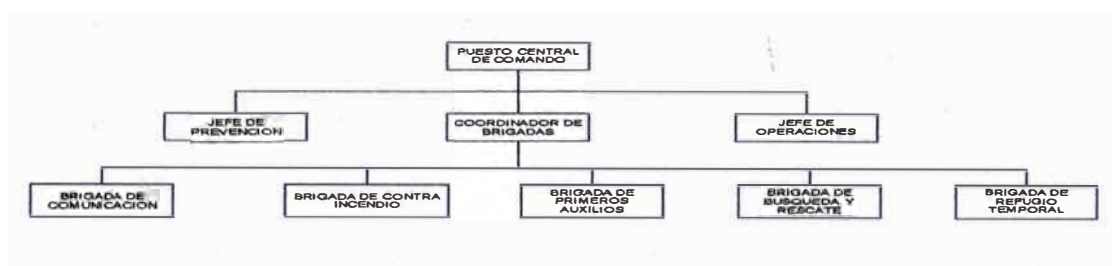 PUESTO CENTRAL
DE COMANDO
JEFE DE
PREVENCION
COORDINADOR DE
BRIGADAS
JEFE DE
OPERACIONES
BRIGADA DE
COMUNICACION
BRIGADA DE CONTRA
INCENDIO
BRIGADA DE
PRIMEROS
AUXILIOS
BRIGADA DE
BUSQUEDA Y
RESCATE
BRIGADA DE
REFUGIO
TEMPORAL